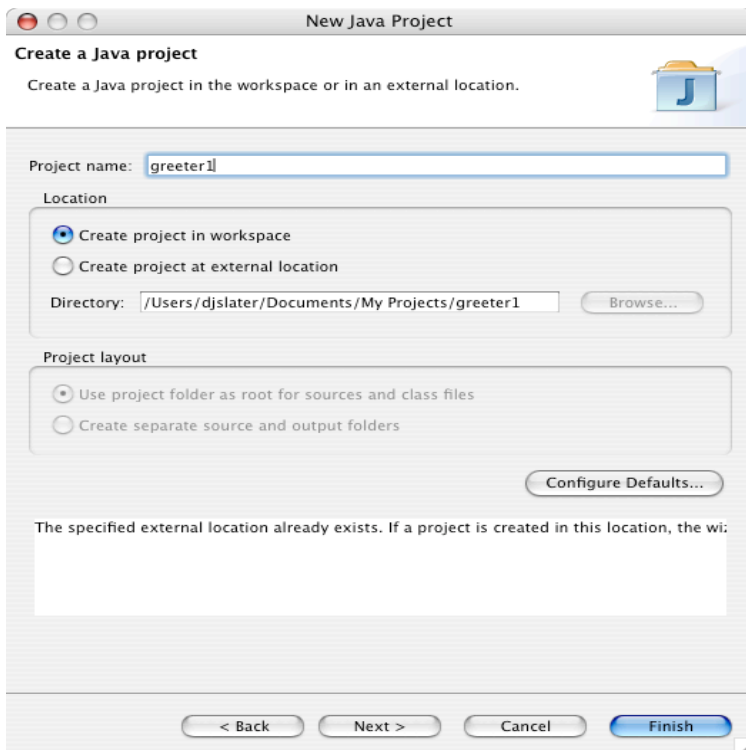 New Java Project
Create a Java project
Create a Java project in the workspace or in an external location.
J
Project name: greeter1
Location
Create project in workspace
Create project at external location
Directory: /Users/djslater/Documents/My Projects/greeter1 Browse...
Project layout
Use project folder as root for sources and class files
Create separate source and output folders
Configure Defaults...
The specified external location already exists. If a project is created in this location, the wiz
< Back Next > Cancel Finish